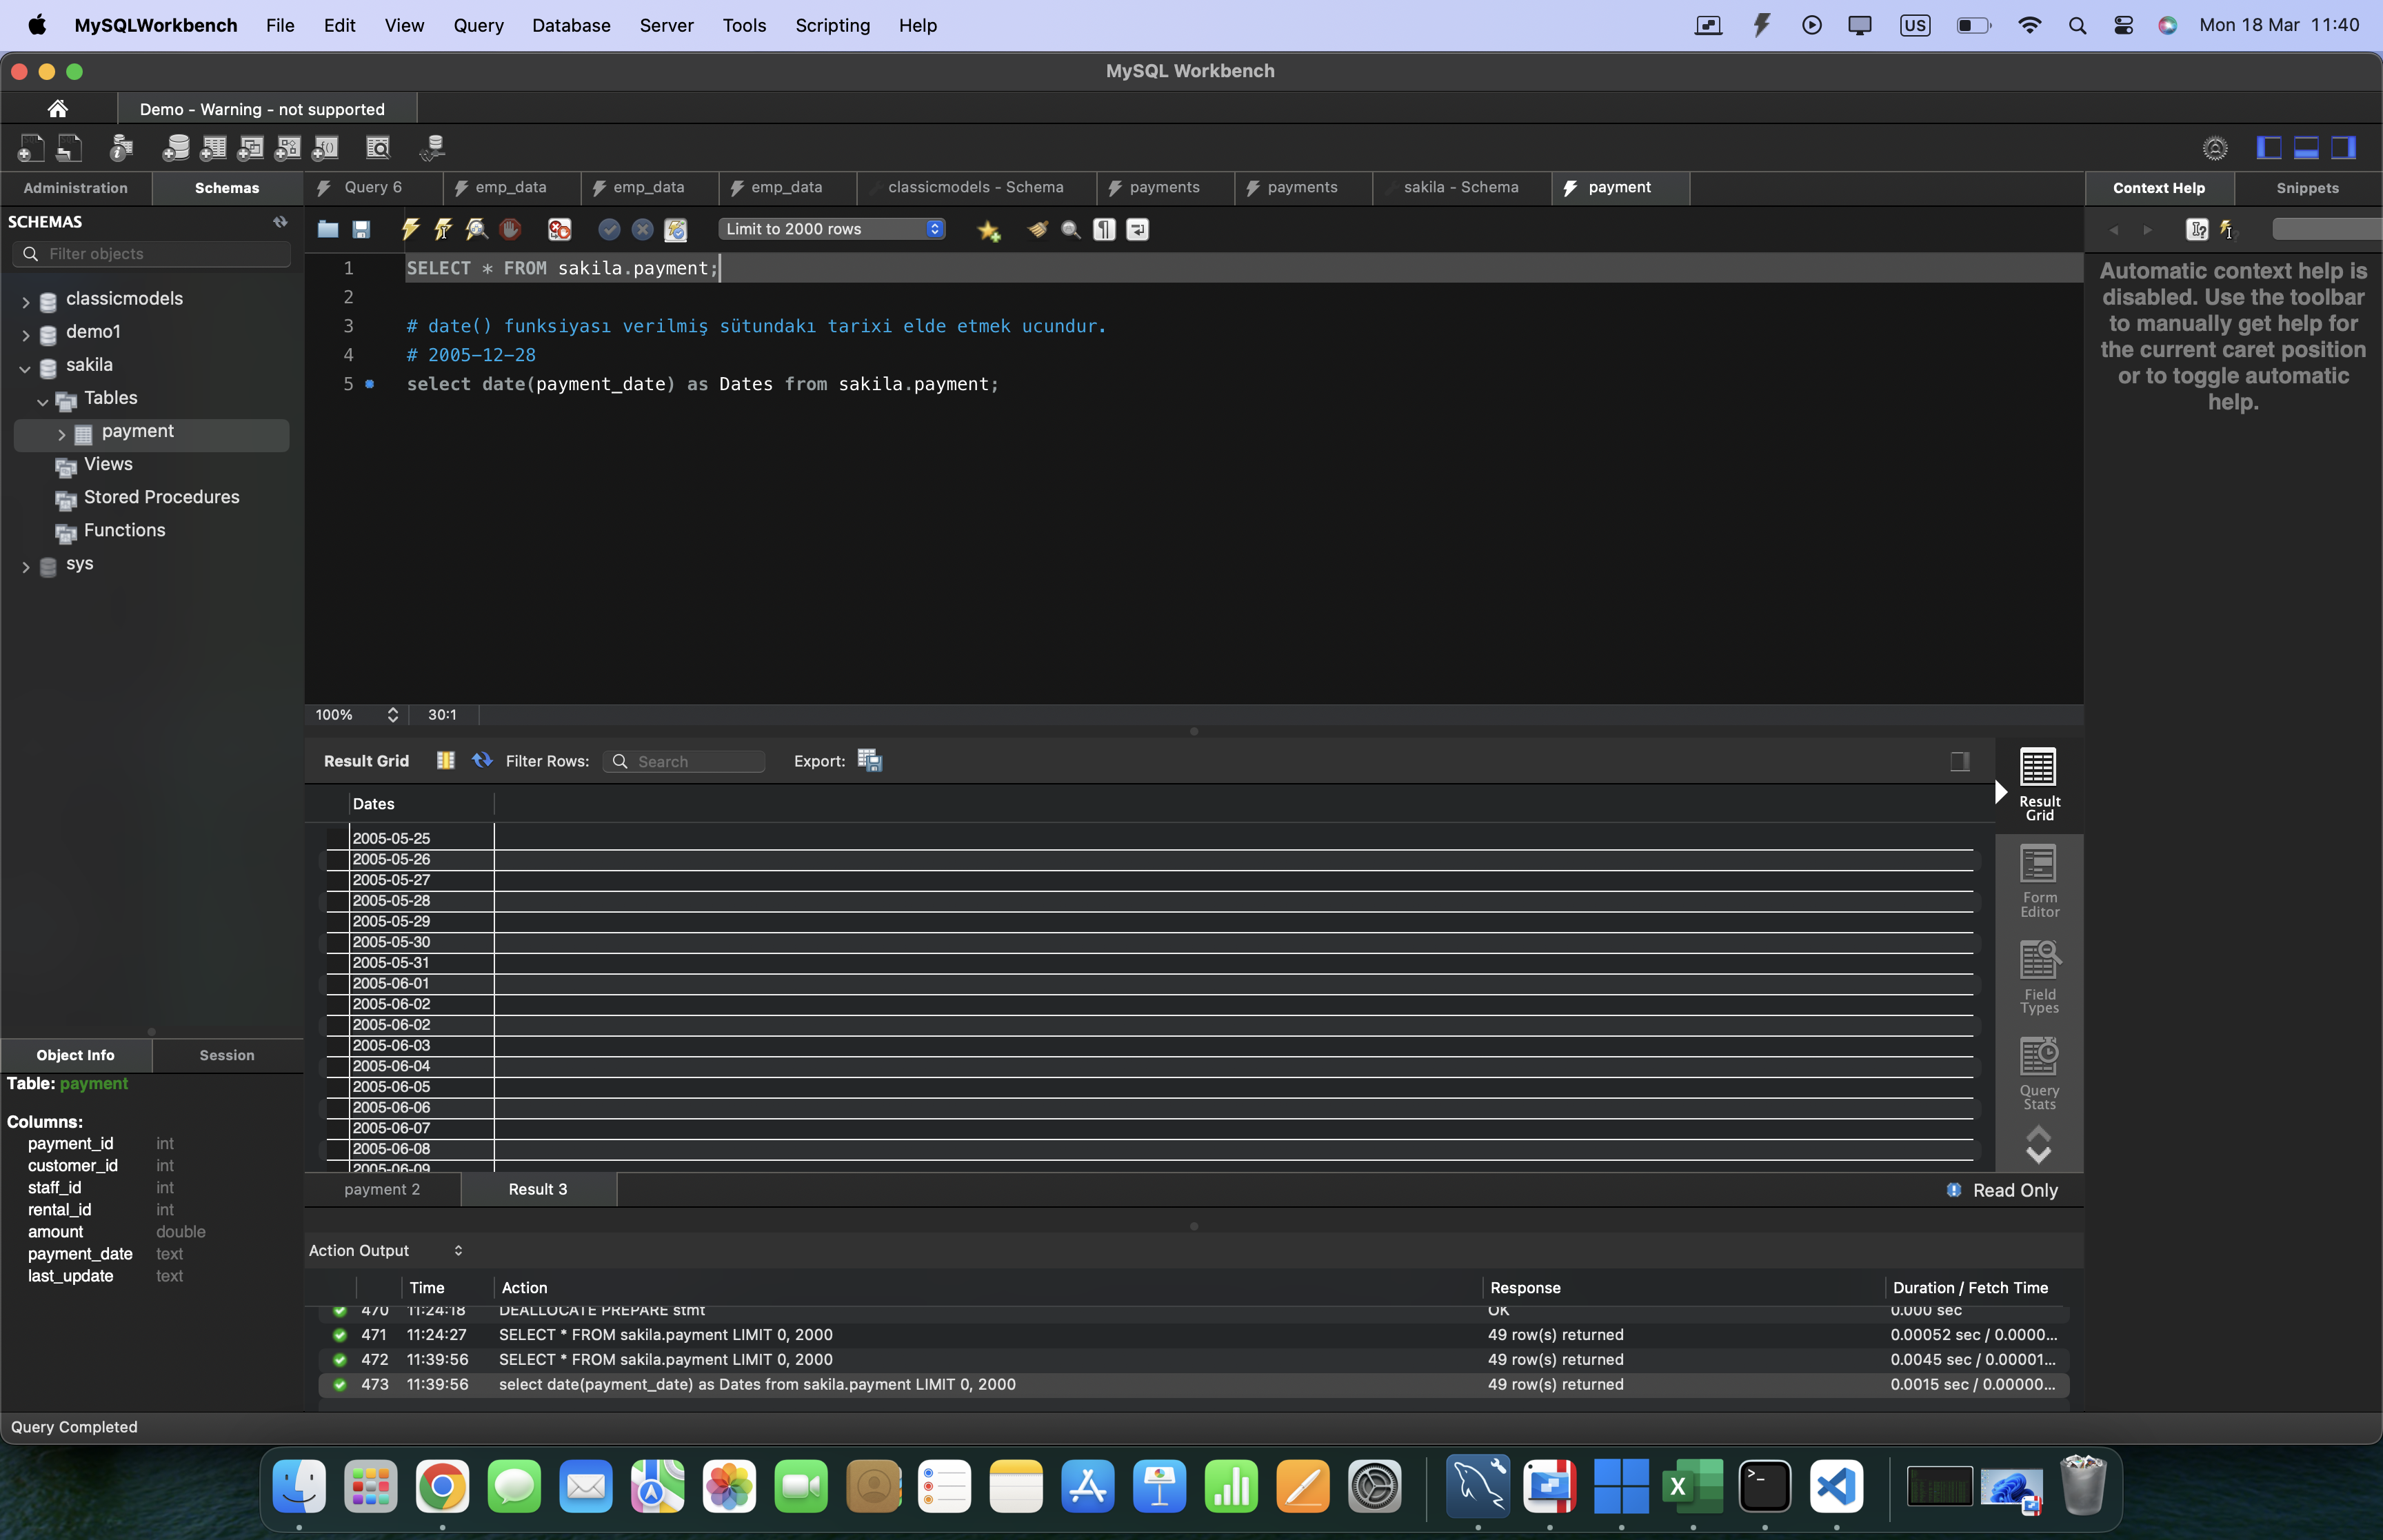 MySQLWorkbench File Edit View Query Database Server Tools Scripting Help US Mon 18 Mar 11:40
MySQL Workbench
Demo - Warning - not supported
Administration Schemas
Query 6 emp_data emp_data emp_data classicmodels - Schema payments payments sakila - Schema payment
Context Help Snippets
SCHEMAS
Filter objects
classicmodels
demo1
sakila
Tables
payment
Views
Stored Procedures
Functions
sys
Limit to 2000 rows
1 SELECT * FROM sakila.payment;
2
3 # date() funksiyası verilmiş sütundakı tarixi elde etmek ucundur.
4 # 2005-12-28
5 select date(payment_date) as Dates from sakila.payment;
Automatic context help is
disabled. Use the toolbar
to manually get help for
the current caret position
or to toggle automatic
help.
100% 30:1
Result Grid Filter Rows: Search Export:
Dates
2005-05-25
2005-05-26
2005-05-27
2005-05-28
2005-05-29
2005-05-30
2005-05-31
2005-06-01
2005-06-02
2005-06-02
2005-06-03
2005-06-04
2005-06-05
2005-06-06
2005-06-07
2005-06-08
2005-06-09
Result
Grid
Form
Editor
Field
Types
Query
Stats
payment 2 Result 3 Read Only
Object Info Session
Table: payment
Columns:
payment_id int
customer_id int
staff_id int
rental_id int
amount double
payment_date text
last_update text
Action Output
Time Action Response Duration / Fetch Time
470 11:24:18 DEALLOCATE PREPARE stmt OK 0.000 sec
471 11:24:27 SELECT * FROM sakila.payment LIMIT 0, 2000 49 row(s) returned 0.00052 sec / 0.0000...
472 11:39:56 SELECT * FROM sakila.payment LIMIT 0, 2000 49 row(s) returned 0.0045 sec / 0.00001...
473 11:39:56 select date(payment_date) as Dates from sakila.payment LIMIT 0, 2000 49 row(s) returned 0.0015 sec / 0.00000...
Query Completed